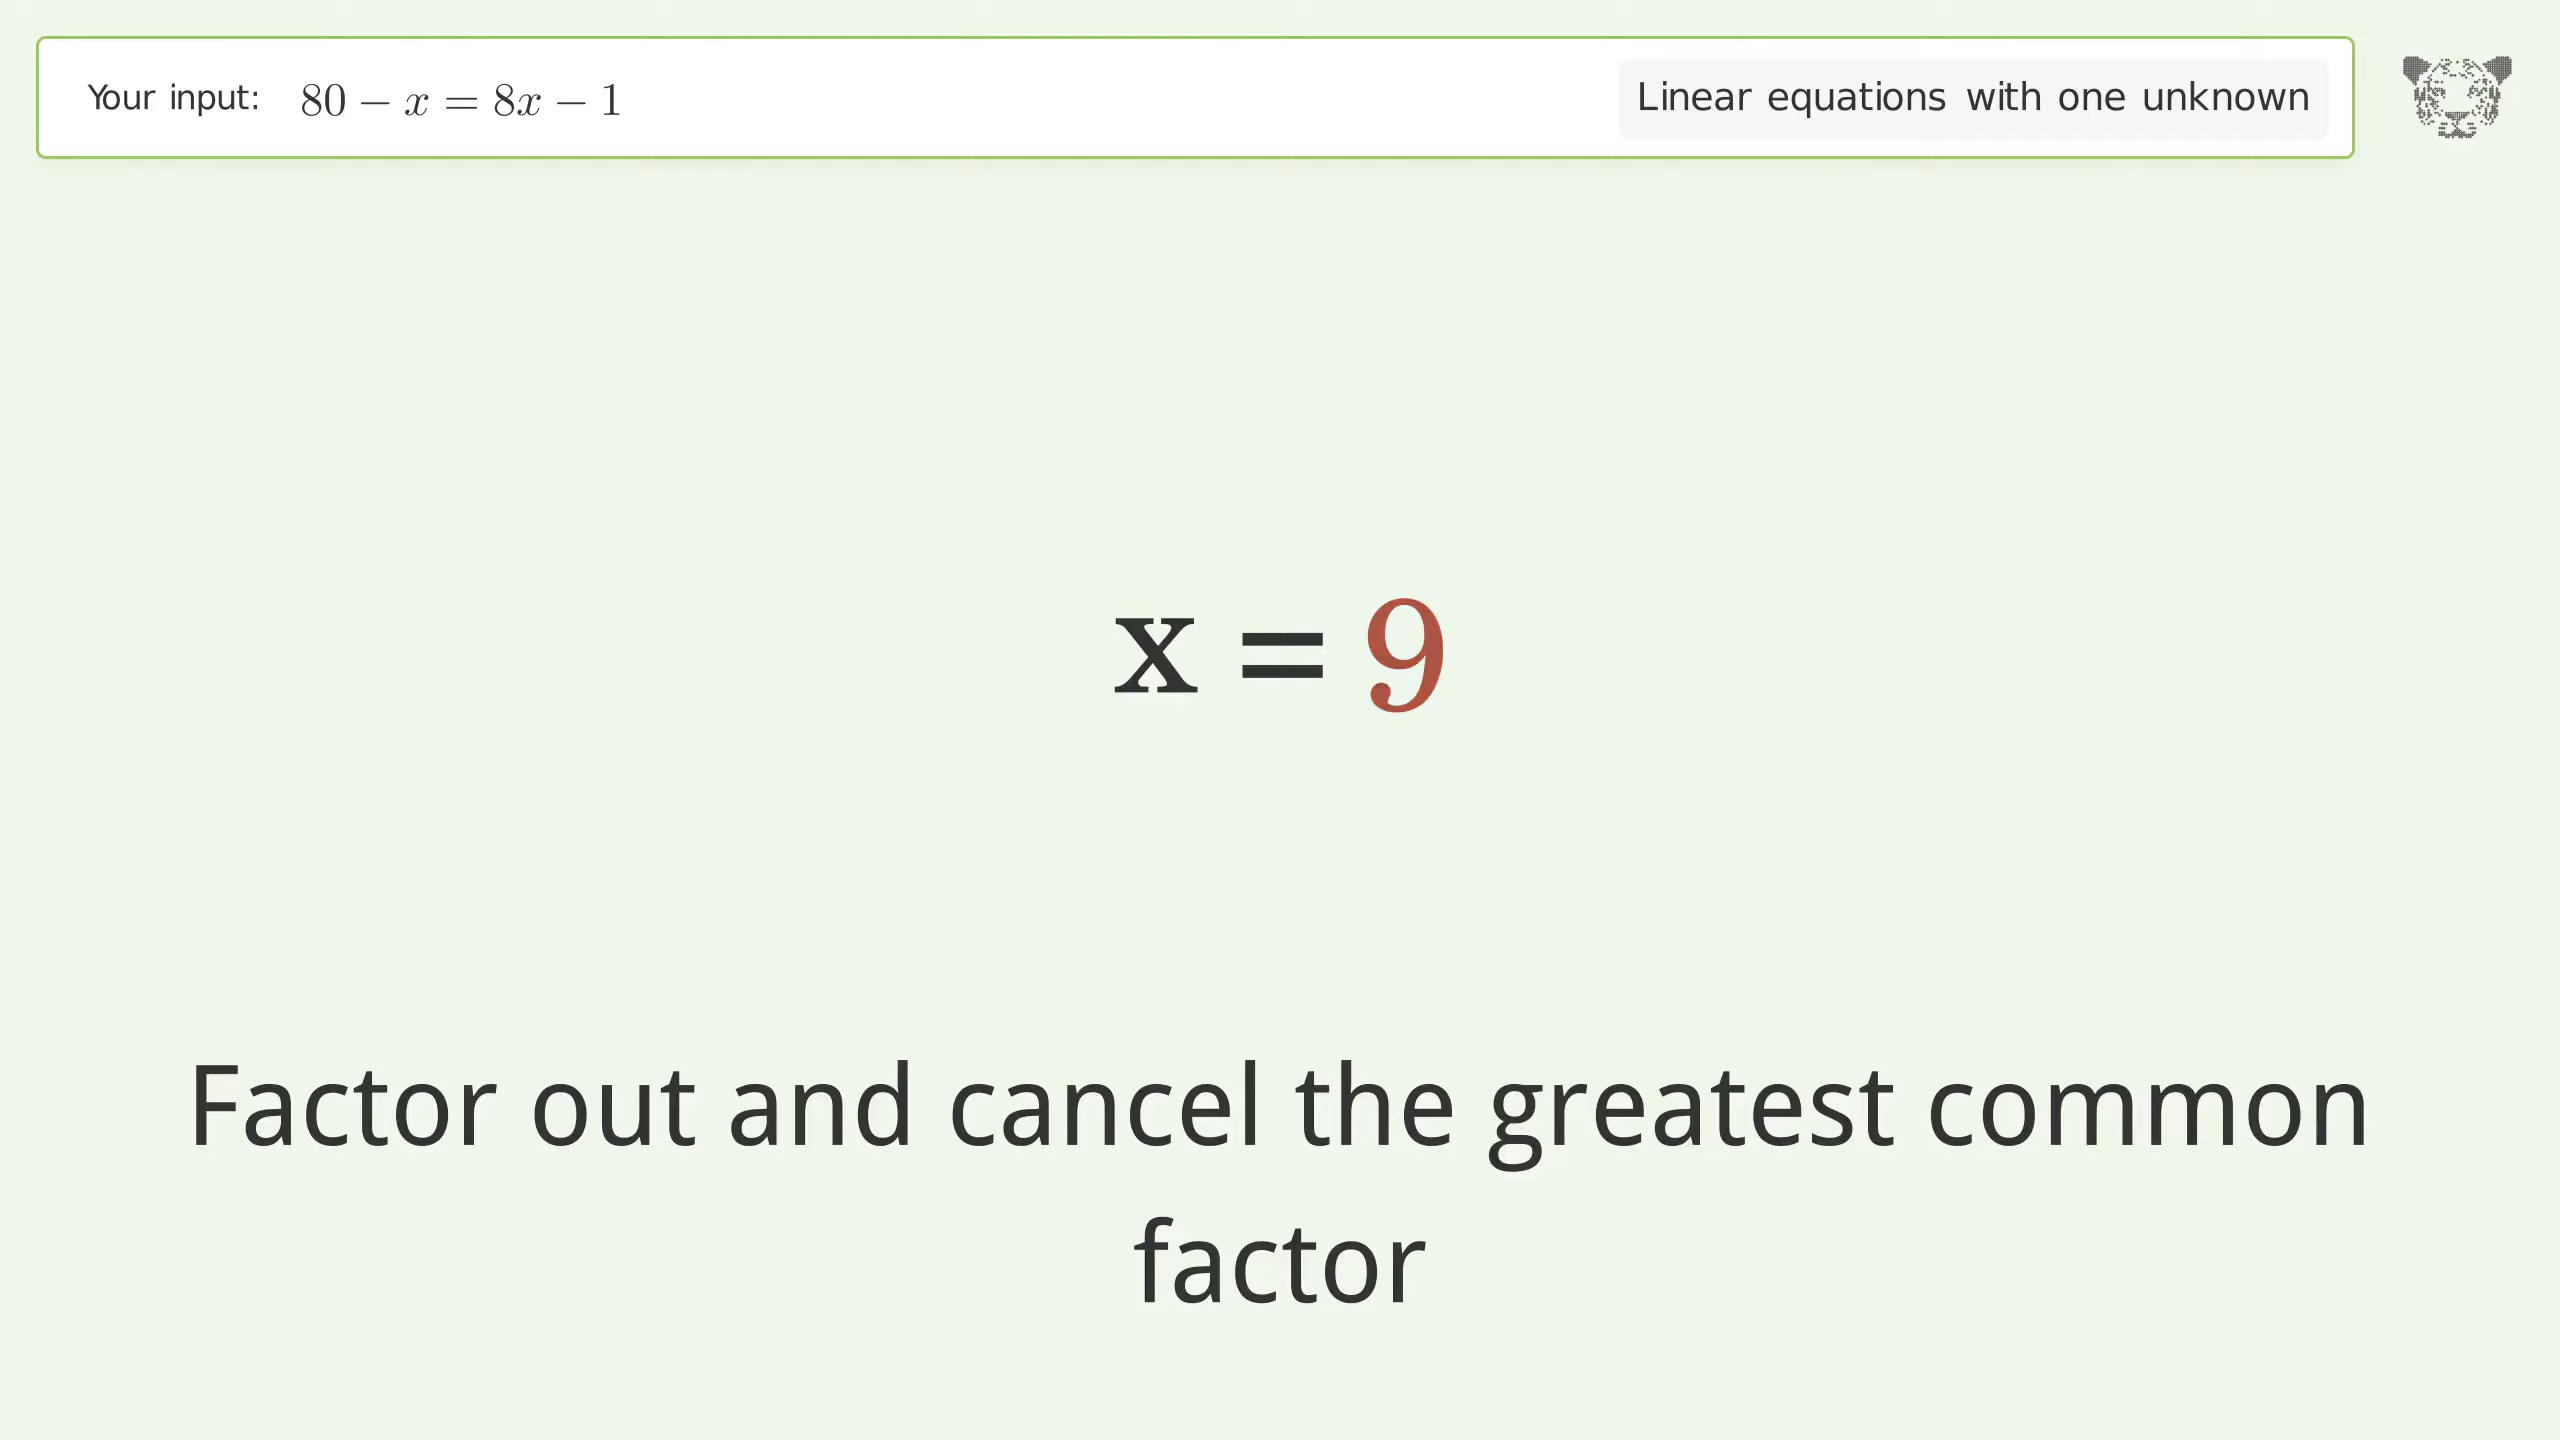 Your input: 80 − x = 8x − 1 Linear equations with one unknown
x = 9
Factor out and cancel the greatest common
factor